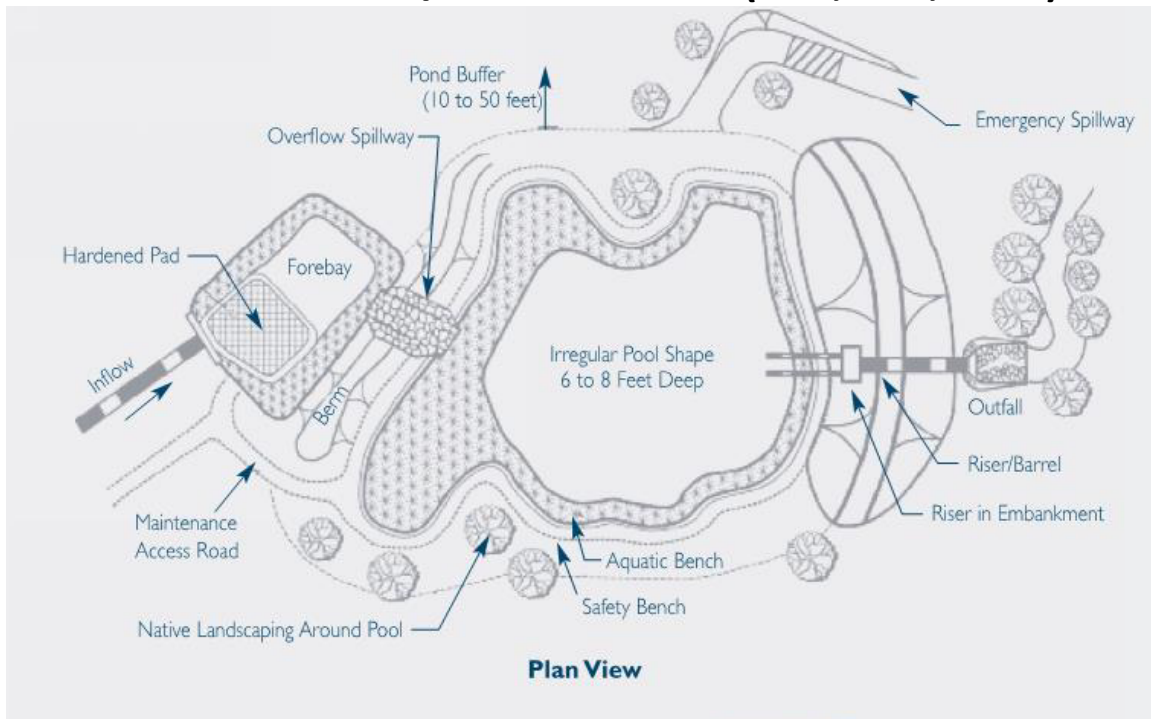 Pond Buffer
(10 to 50 feet)
Emergency Spillway
Overflow Spillway
Hardened Pad
Forebay
Inflow
Berm
Irregular Pool Shape
6 to 8 Feet Deep
Outfall
Riser/Barrel
Riser in Embankment
Maintenance
Access Road
Aquatic Bench
Safety Bench
Native Landscaping Around Pool
Plan View